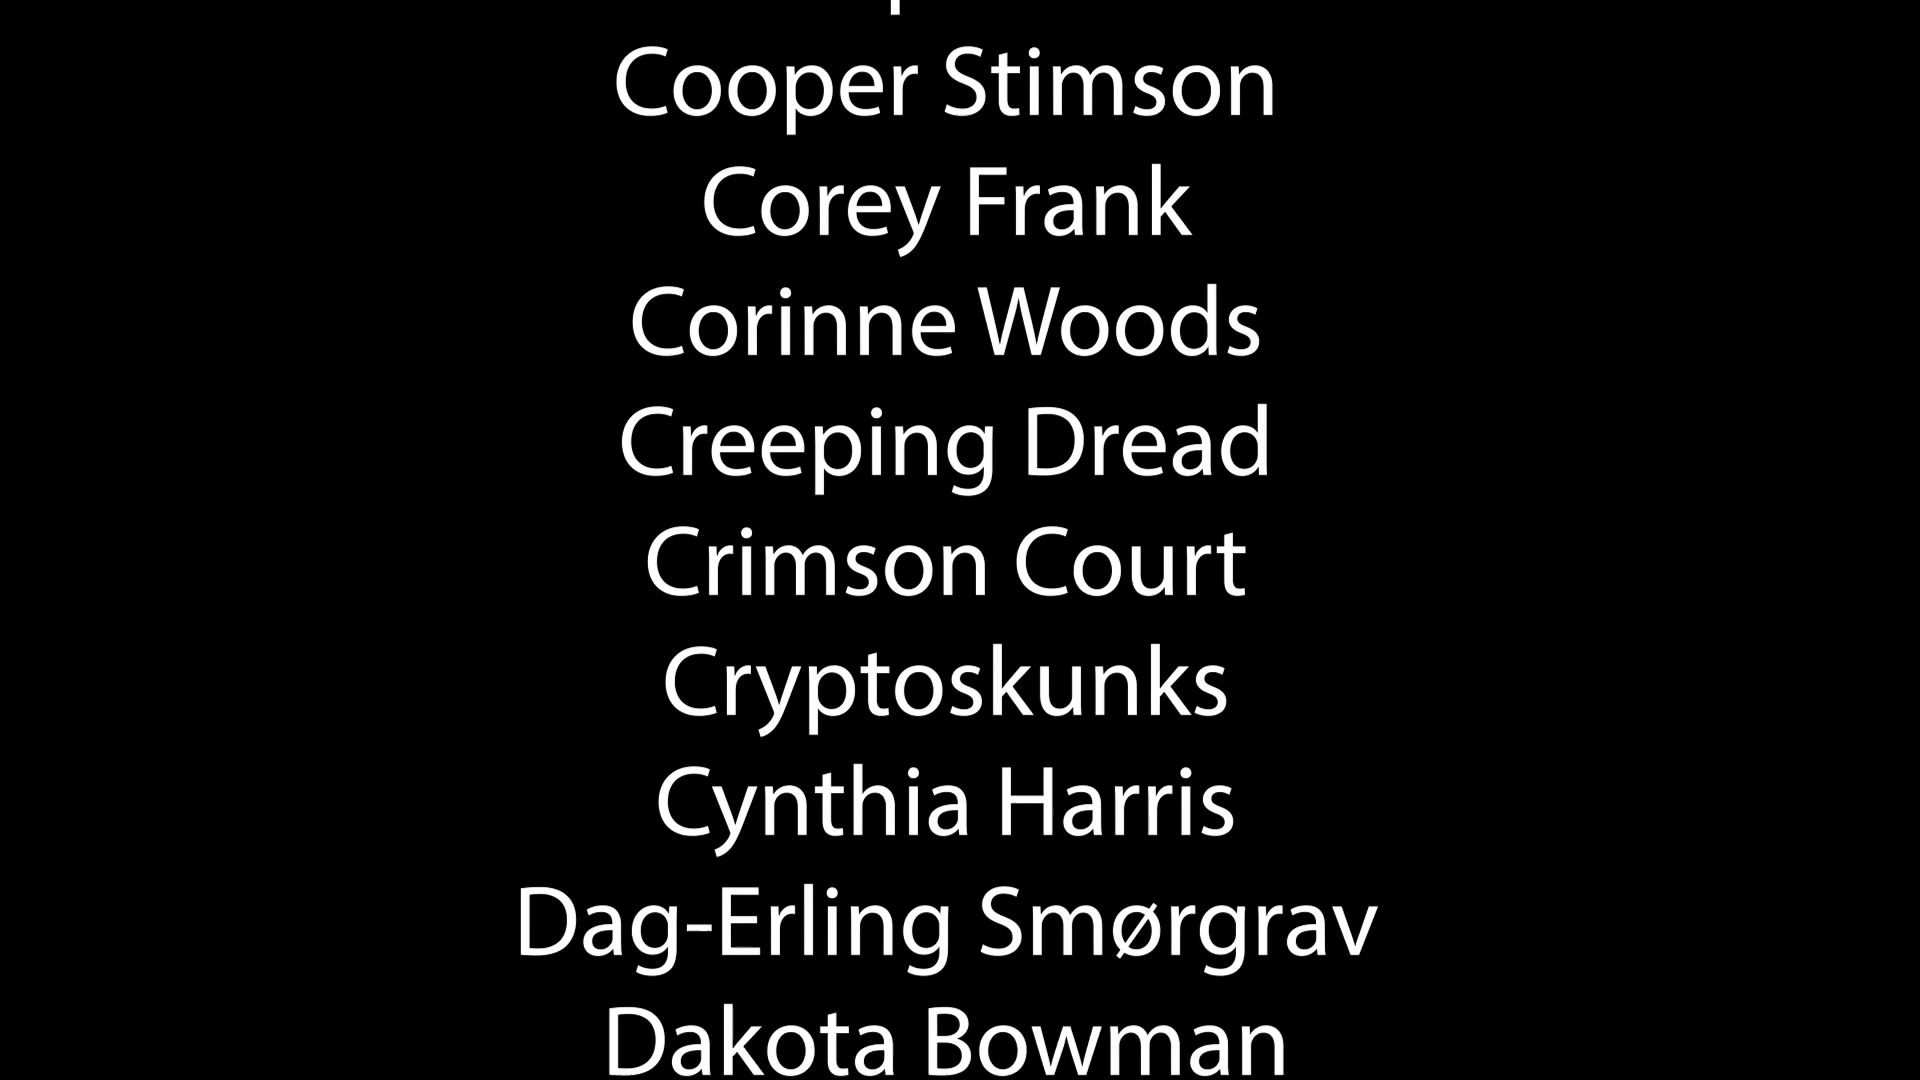 Cooper Stimson
Corey Frank
Corinne Woods
Creeping Dread
Crimson Court
Cryptoskunks
Cynthia Harris
Dag-Erling Smørgrav
Dakota Bowman